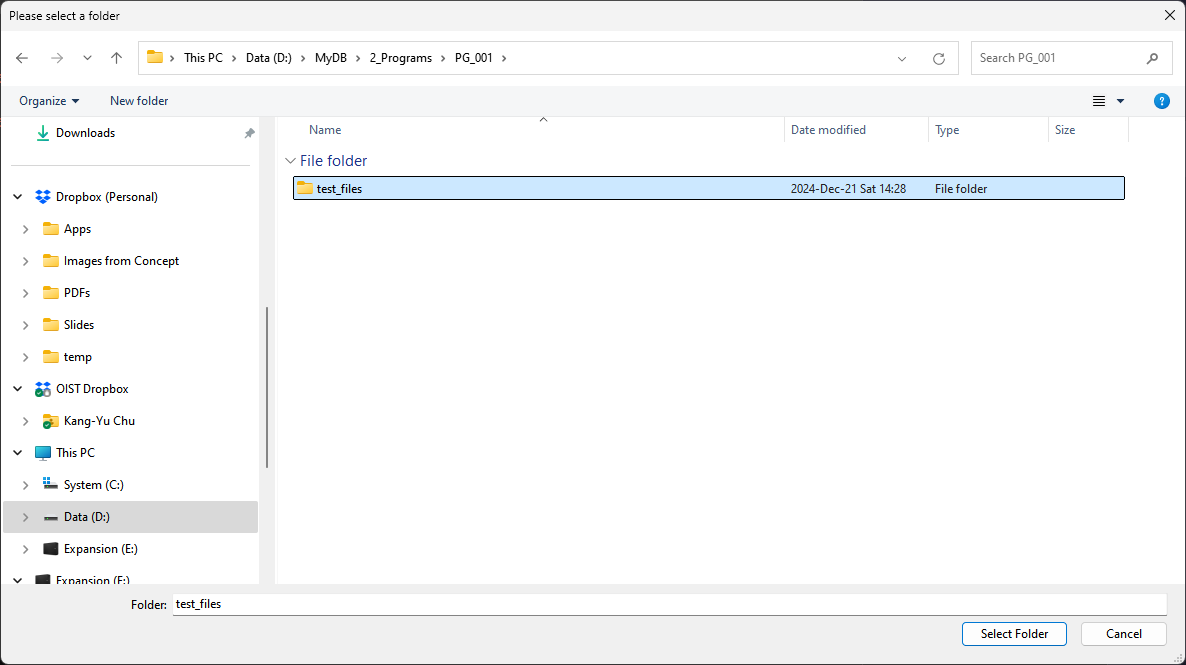 Please select a folder
This PC > Data (D:) > MyDB > 2_Programs > PG_001 >
Search PG_001
Organize
New folder
?
Downloads
Dropbox (Personal)
Apps
Images from Concept
PDFs
Slides
temp
OIST Dropbox
Kang-Yu Chu
This PC
System (C:)
Data (D:)
Expansion (E:)
Expansion (F:)
Name Date modified Type Size
File folder
test_files 2024-Dec-21 Sat 14:28 File folder
Folder: test_files
Select Folder Cancel